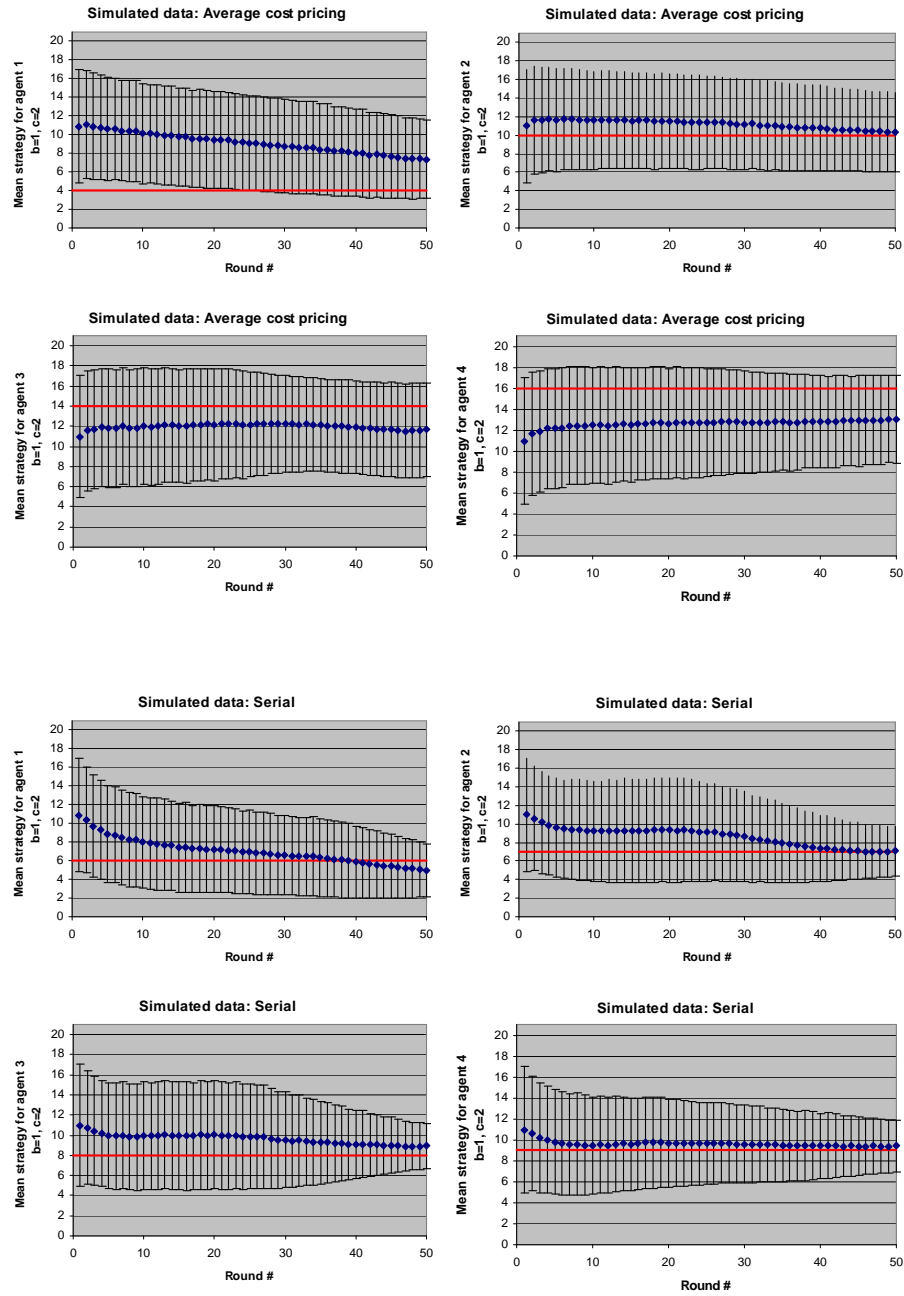 Simulated data: Average cost pricing
Mean strategy for agent 1
b=1, c=2
20
18
16
14
12
10
8
6
4
2
0
0 10 20 30 40 50
Round #
Simulated data: Average cost pricing
Mean strategy for agent 2
b=1, c=2
20
18
16
14
12
10
8
6
4
2
0
0 10 20 30 40 50
Round #
Simulated data: Average cost pricing
Mean strategy for agent 3
b=1, c=2
20
18
16
14
12
10
8
6
4
2
0
0 10 20 30 40 50
Round #
Simulated data: Average cost pricing
Mean strategy for agent 4
b=1, c=2
20
18
16
14
12
10
8
6
4
2
0
0 10 20 30 40 50
Round #
Simulated data: Serial
Mean strategy for agent 1
b=1, c=2
20
18
16
14
12
10
8
6
4
2
0
0 10 20 30 40 50
Round #
Simulated data: Serial
Mean strategy for agent 2
b=1, c=2
20
18
16
14
12
10
8
6
4
2
0
0 10 20 30 40 50
Round #
Simulated data: Serial
Mean strategy for agent 3
b=1, c=2
20
18
16
14
12
10
8
6
4
2
0
0 10 20 30 40 50
Round #
Simulated data: Serial
Mean strategy for agent 4
b=1, c=2
20
18
16
14
12
10
8
6
4
2
0
0 10 20 30 40 50
Round #